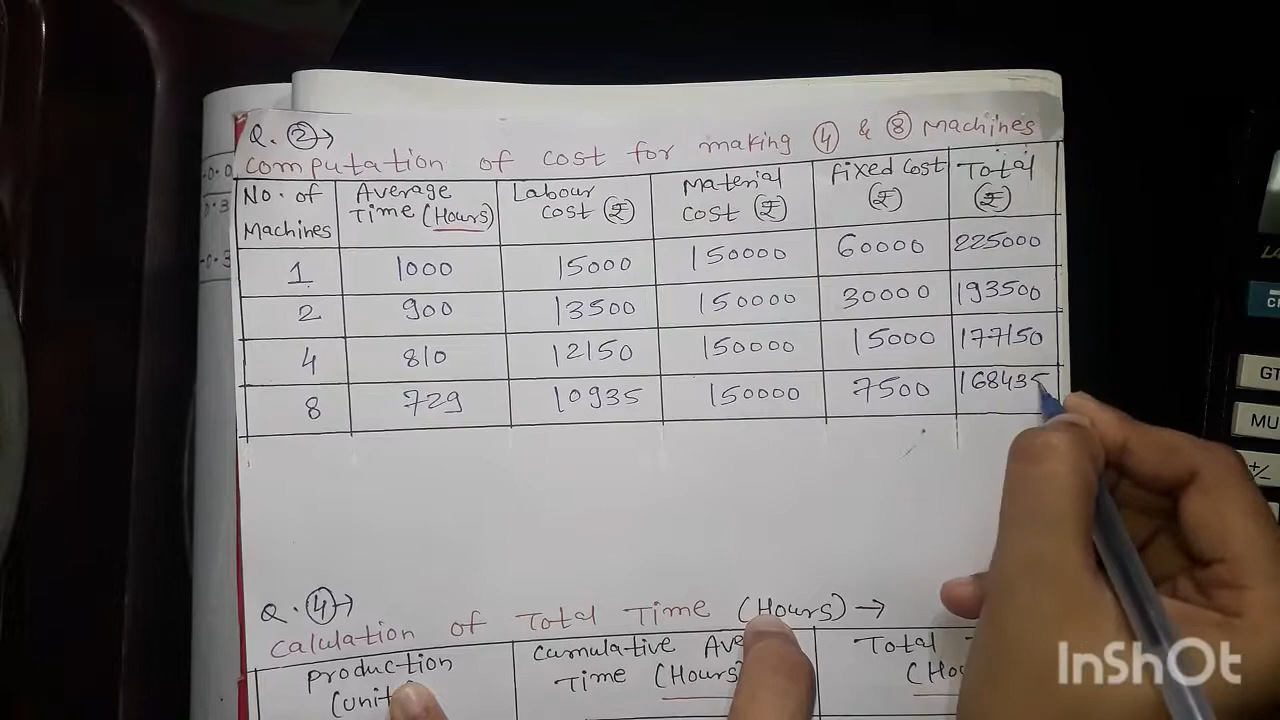 Q. ②→
Computation of cost for making ④ & ⑧ Machines
No. of Machines | Average Time (Hours) | Labour cost (₹) | Material cost (₹) | Fixed cost (₹) | Total (₹)
1 | 1000 | 15000 | 150000 | 60000 | 225000
2 | 900 | 13500 | 150000 | 30000 | 193500
4 | 810 | 12150 | 150000 | 15000 | 177150
8 | 729 | 10935 | 150000 | 7500 | 168435
Q. ④→
Calculation of Total Time (Hours) →
Production | Cumulative | Total
Time (Hours)
GT
MU
+/-
InShOt